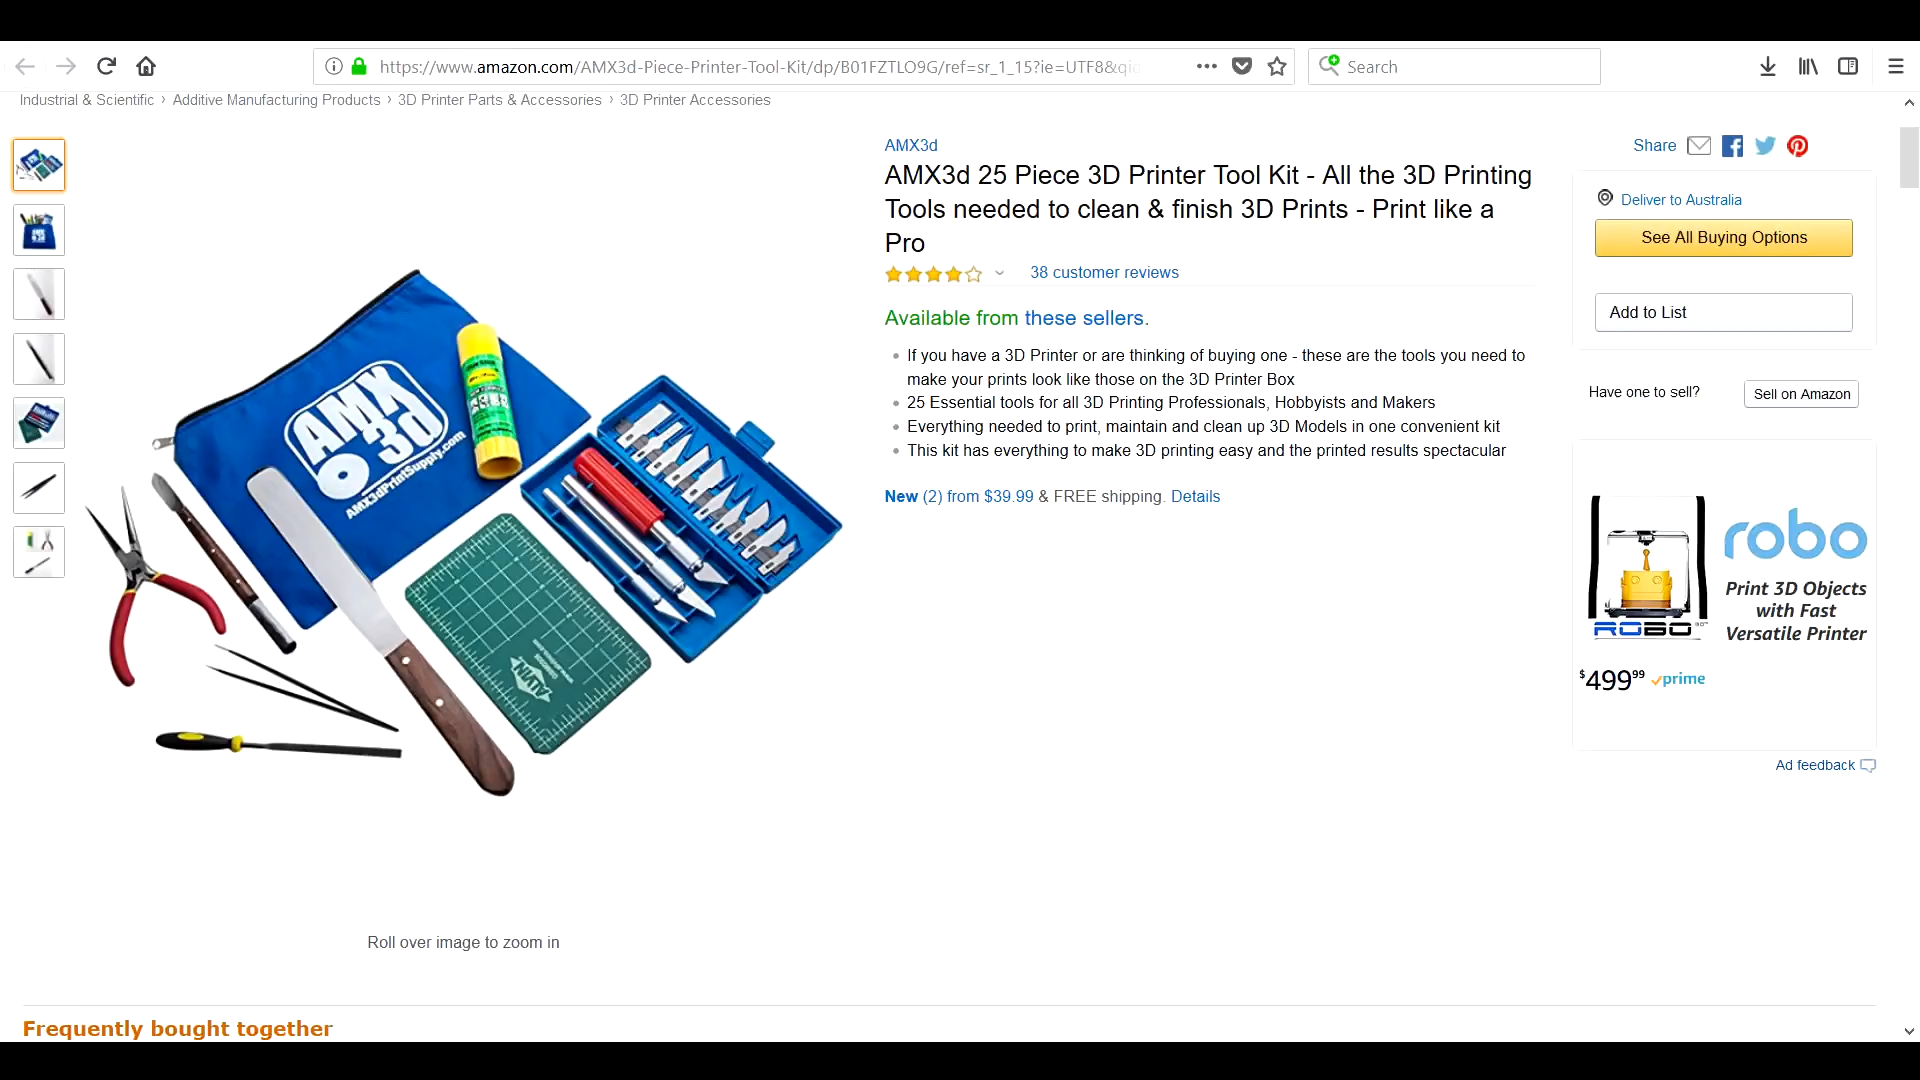 https://www.amazon.com/AMX3d-Piece-Printer-Tool-Kit/dp/B01FZTLO9G/ref=sr_1_15?ie=UTF8&qi
Search
Industrial & Scientific › Additive Manufacturing Products › 3D Printer Parts & Accessories › 3D Printer Accessories
AMX3d
AMX3d 25 Piece 3D Printer Tool Kit - All the 3D Printing
Tools needed to clean & finish 3D Prints - Print like a
Pro
38 customer reviews
Available from these sellers.
If you have a 3D Printer or are thinking of buying one - these are the tools you need to
make your prints look like those on the 3D Printer Box
25 Essential tools for all 3D Printing Professionals, Hobbyists and Makers
Everything needed to print, maintain and clean up 3D Models in one convenient kit
This kit has everything to make 3D printing easy and the printed results spectacular
New (2) from $39.99 & FREE shipping. Details
Share
Deliver to Australia
See All Buying Options
Add to List
Have one to sell?
Sell on Amazon
robo
Print 3D Objects
with Fast
Versatile Printer
ROBO
$499.99 prime
Ad feedback
AMX
3d
AMX3dPrintSupply.com
ALVIN
Roll over image to zoom in
Frequently bought together